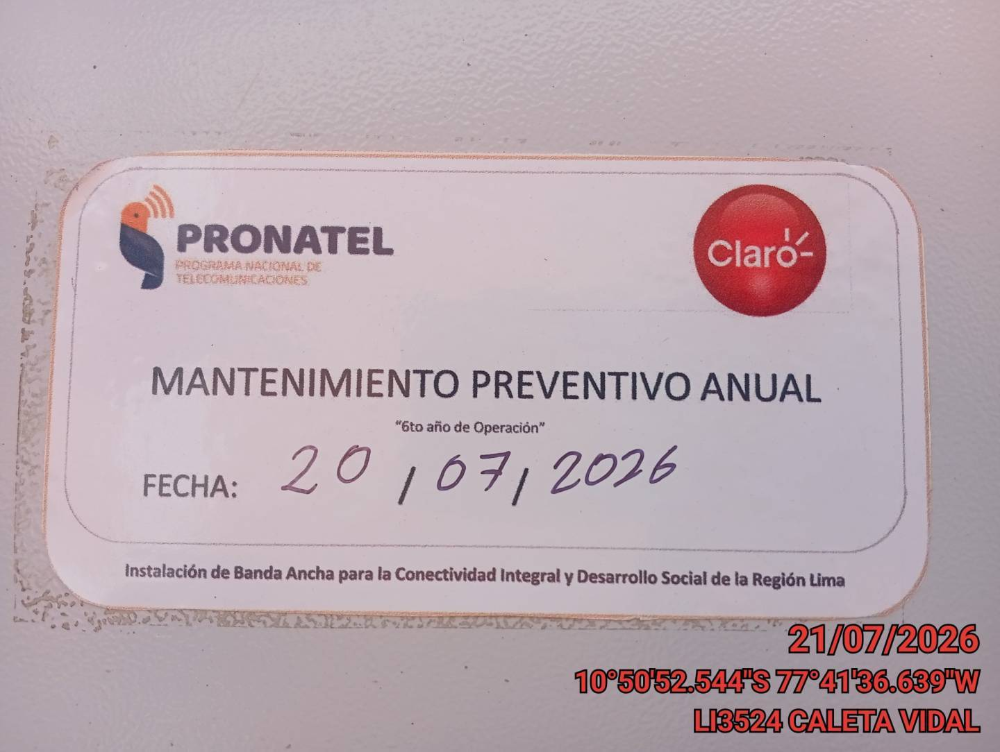 PRONATEL
PROGRAMA NACIONAL DE
TELECOMUNICACIONES
Claro
MANTENIMIENTO PREVENTIVO ANUAL
"6to año de Operación"
FECHA: 20 / 07 / 2026
Instalación de Banda Ancha para la Conectividad Integral y Desarrollo Social de la Región Lima
21/07/2026
10°50'52.544"S 77°41'36.639"W
LI3524 CALETA VIDAL